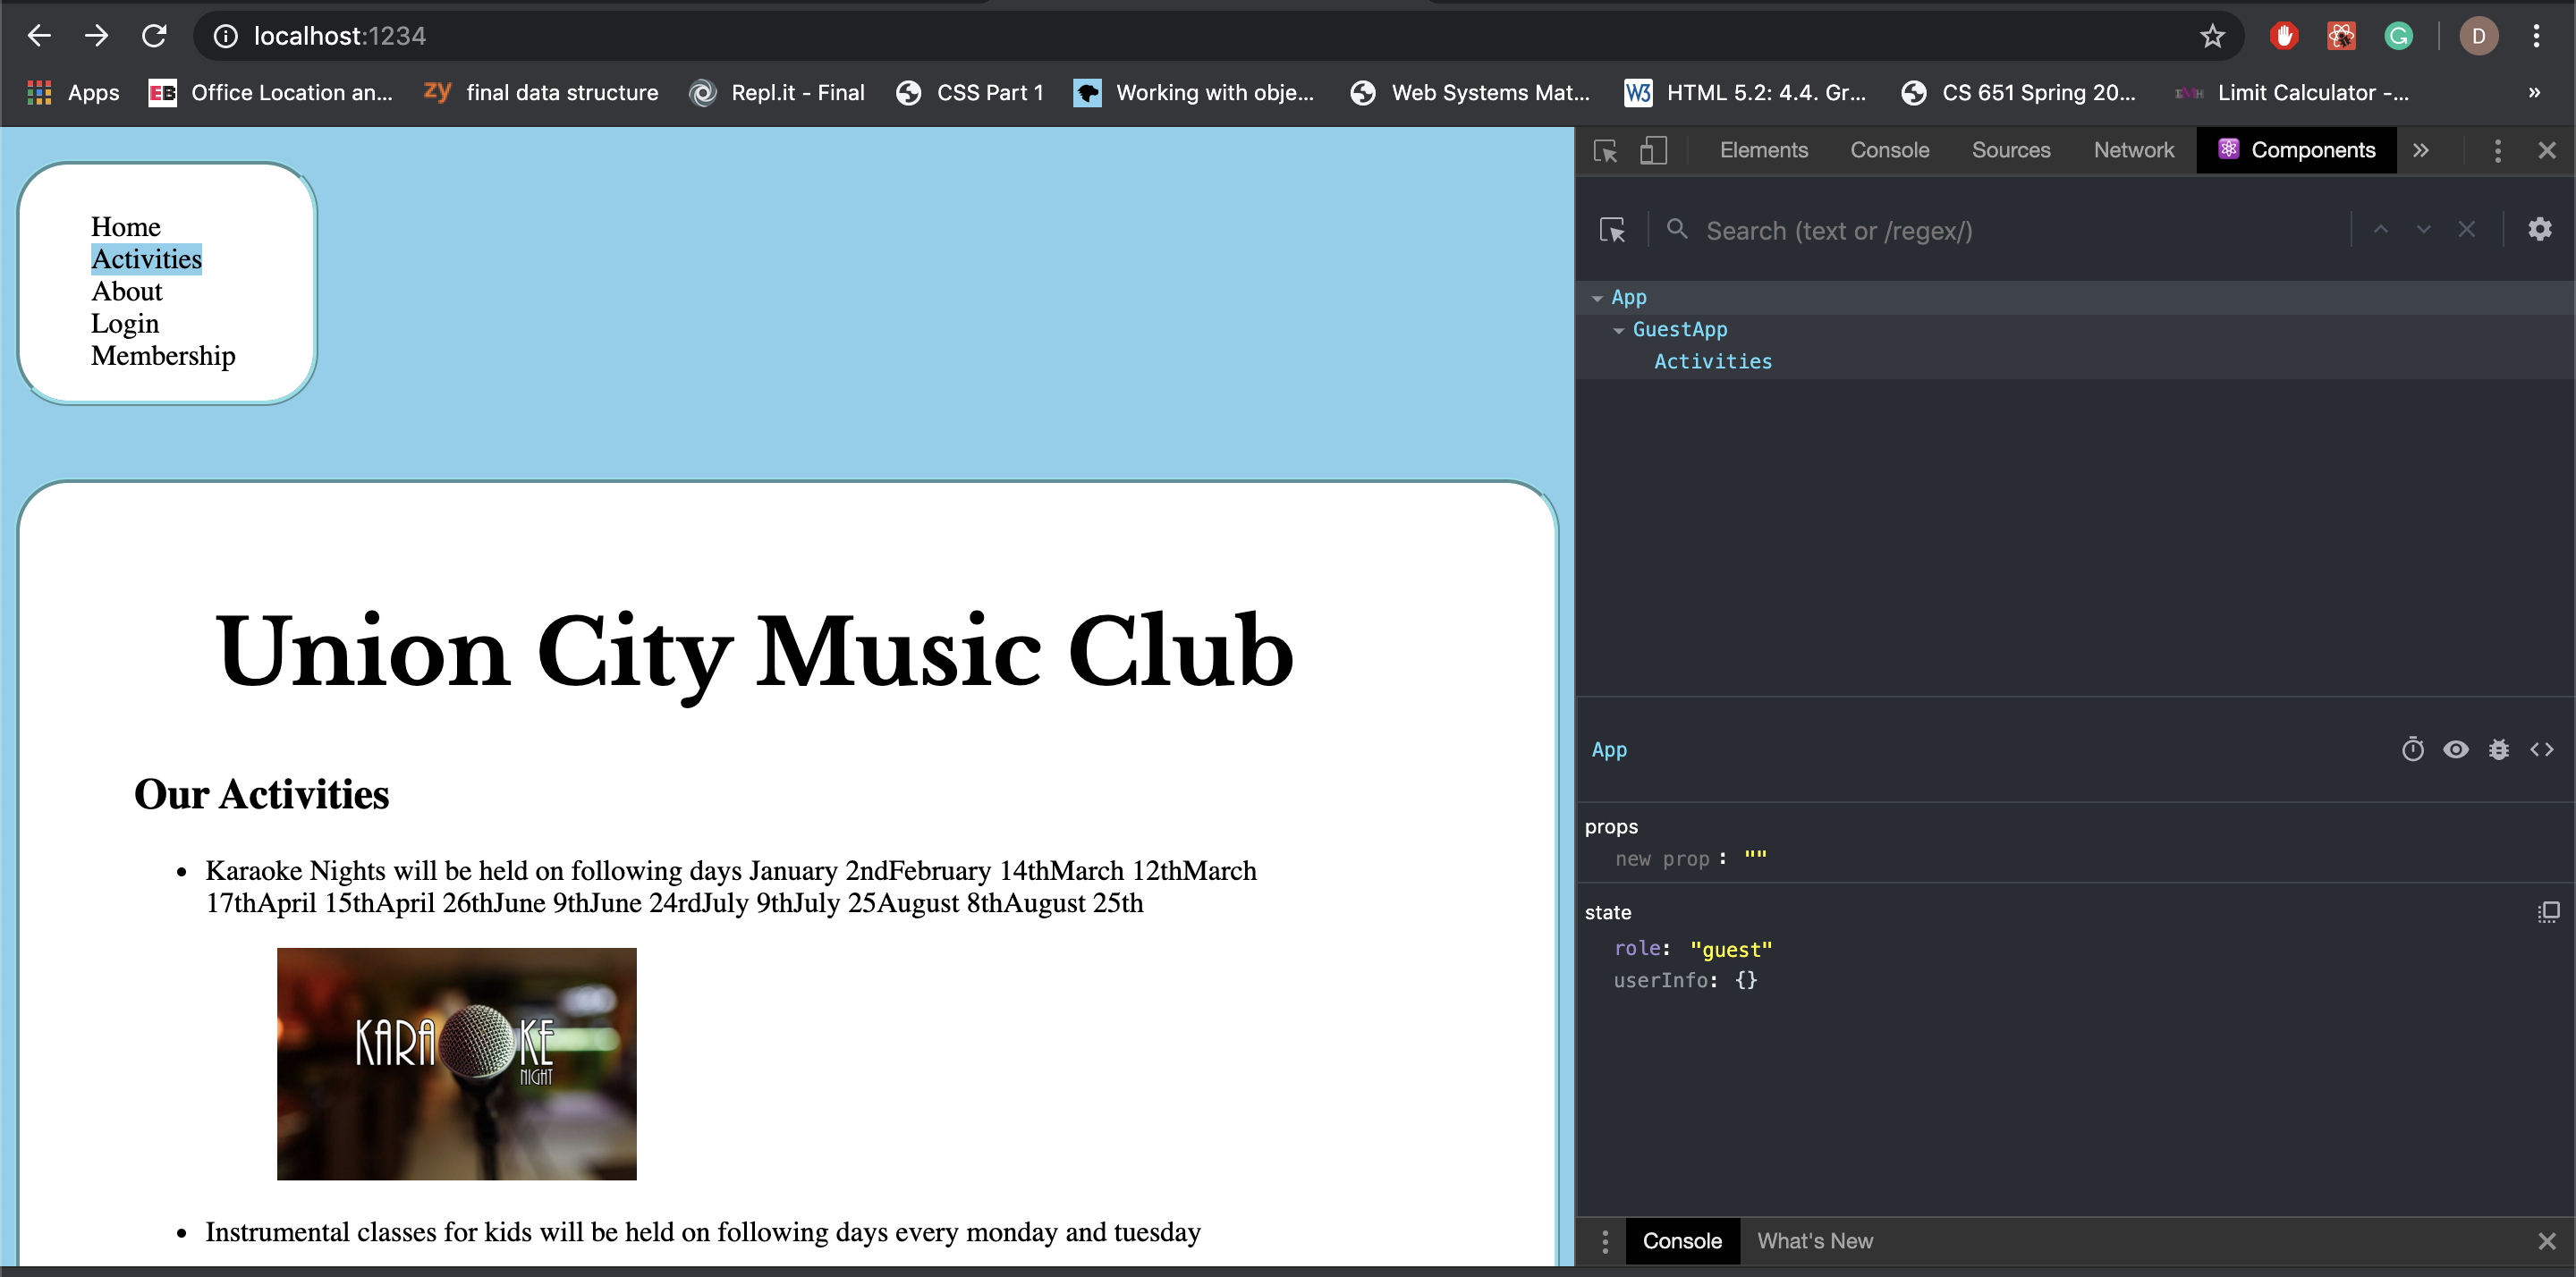 localhost:1234
D
Apps
EB Office Location an...
zy final data structure
Repl.it - Final
CSS Part 1
Working with obje...
Web Systems Mat...
W3 HTML 5.2: 4.4. Gr...
CS 651 Spring 20...
Limit Calculator -...
»
Home
Activities
About
Login
Membership
Union City Music Club
Our Activities
• Karaoke Nights will be held on following days January 2ndFebruary 14thMarch 12thMarch
17thApril 15thApril 26thJune 9thJune 24rdJuly 9thJuly 25August 8thAugust 25th
KARAOKE
NIGHT
• Instrumental classes for kids will be held on following days every monday and tuesday
Elements Console Sources Network Components »
Search (text or /regex/)
App
GuestApp
Activities
App
props
new prop : ""
state
role: "guest"
userInfo: {}
Console What's New